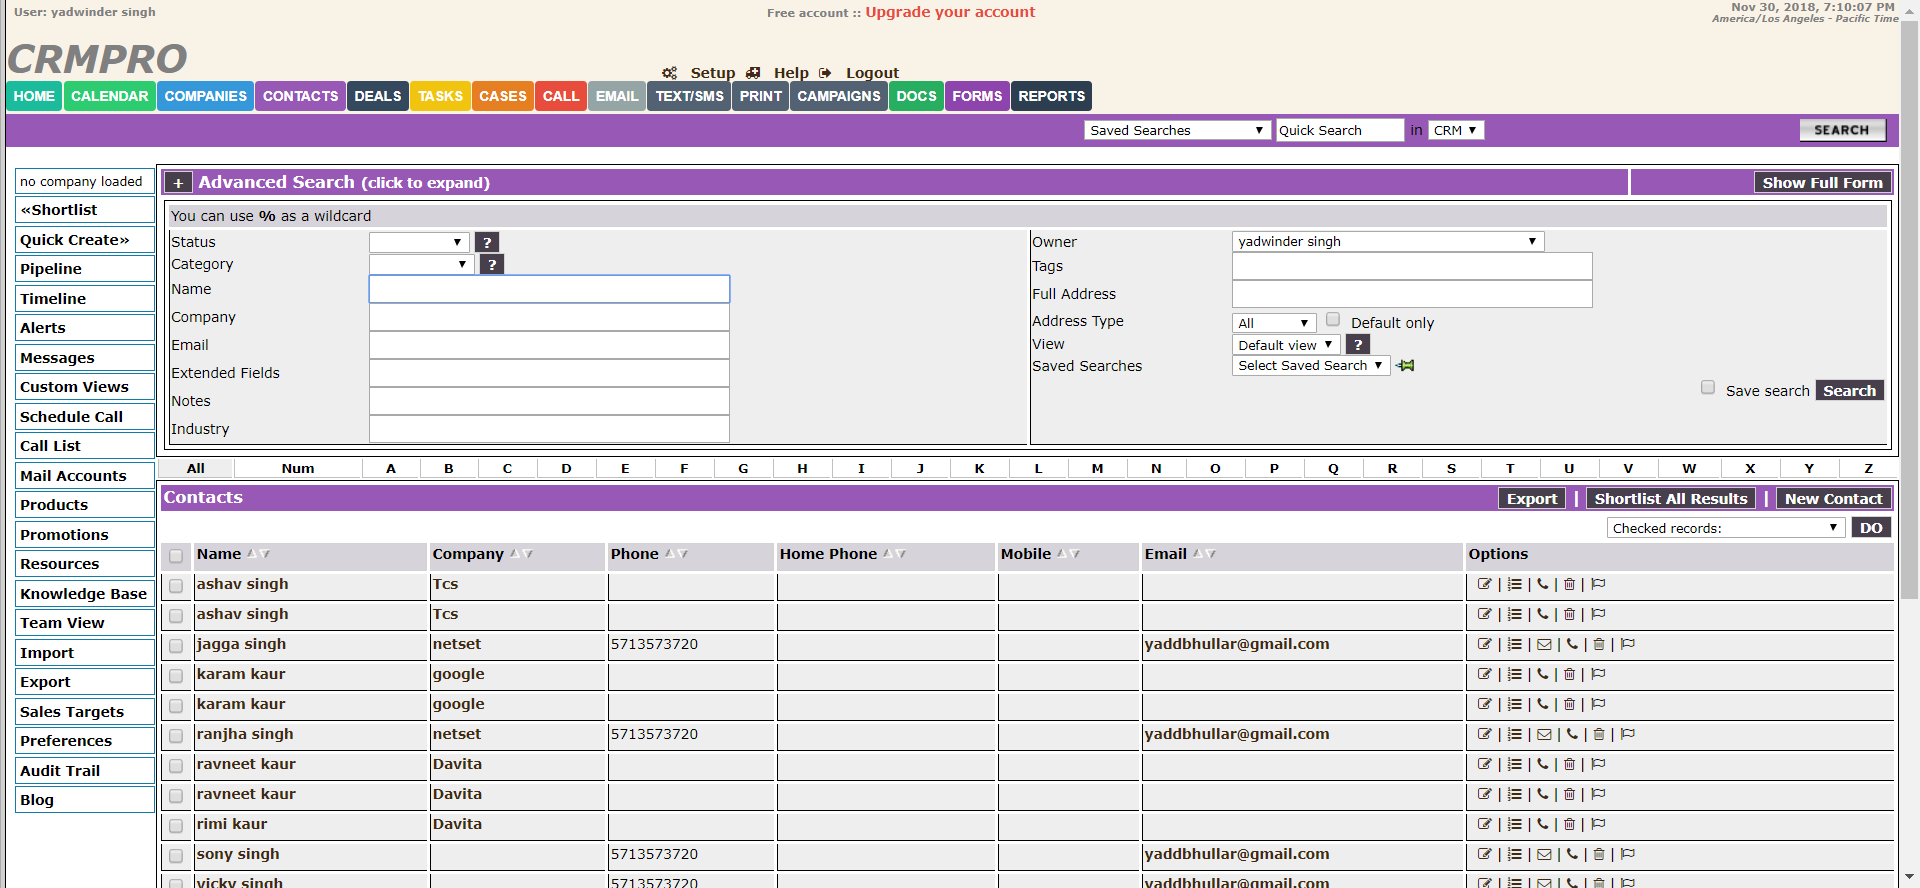 User: yadwinder singh
Free account :: Upgrade your account
Nov 30, 2018, 7:10:07 PM
America/Los Angeles - Pacific Time
CRMPRO
Setup Help Logout
HOME CALENDAR COMPANIES CONTACTS DEALS TASKS CASES CALL EMAIL TEXT/SMS PRINT CAMPAIGNS DOCS FORMS REPORTS
Saved Searches Quick Search in CRM SEARCH
no company loaded
«Shortlist
Quick Create»
Pipeline
Timeline
Alerts
Messages
Custom Views
Schedule Call
Call List
Mail Accounts
Products
Promotions
Resources
Knowledge Base
Team View
Import
Export
Sales Targets
Preferences
Audit Trail
Blog
+ Advanced Search (click to expand) Show Full Form
You can use % as a wildcard
Status ?
Category ?
Name
Company
Email
Extended Fields
Notes
Industry
Owner yadwinder singh
Tags
Full Address
Address Type All Default only
View Default view ?
Saved Searches Select Saved Search
Save search Search
All Num A B C D E F G H I J K L M N O P Q R S T U V W X Y Z
Contacts Export | Shortlist All Results | New Contact
Checked records: DO
Name Company Phone Home Phone Mobile Email Options
ashav singh Tcs | | | |
ashav singh Tcs | | | |
jagga singh netset 5713573720 yaddbhullar@gmail.com | | | | |
karam kaur google | | | |
karam kaur google | | | |
ranjha singh netset 5713573720 yaddbhullar@gmail.com | | | | |
ravneet kaur Davita | | | |
ravneet kaur Davita | | | |
rimi kaur Davita | | | |
sony singh 5713573720 yaddbhullar@gmail.com | | | | |
vicky singh 5713573720 yaddbhullar@gmail.com | | | | |